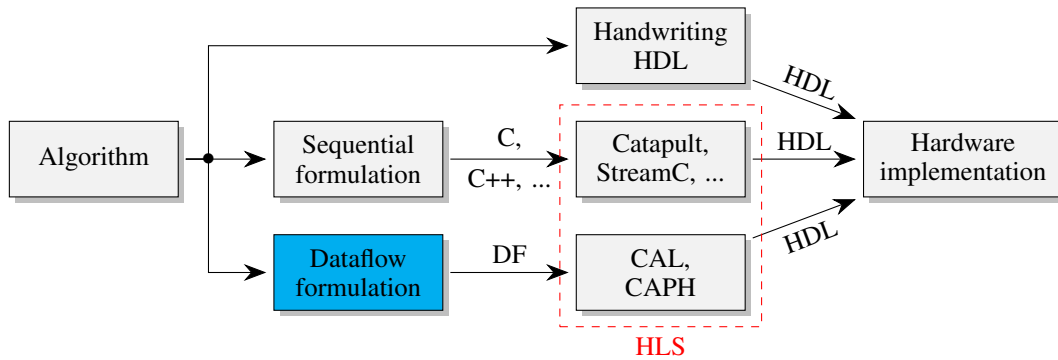 Handwriting
HDL
HDL
Algorithm
Sequential
formulation
C,
C++, ...
Catapult,
StreamC, ...
HDL
Hardware
implementation
Dataflow
formulation
DF
CAL,
CAPH
HDL
HLS